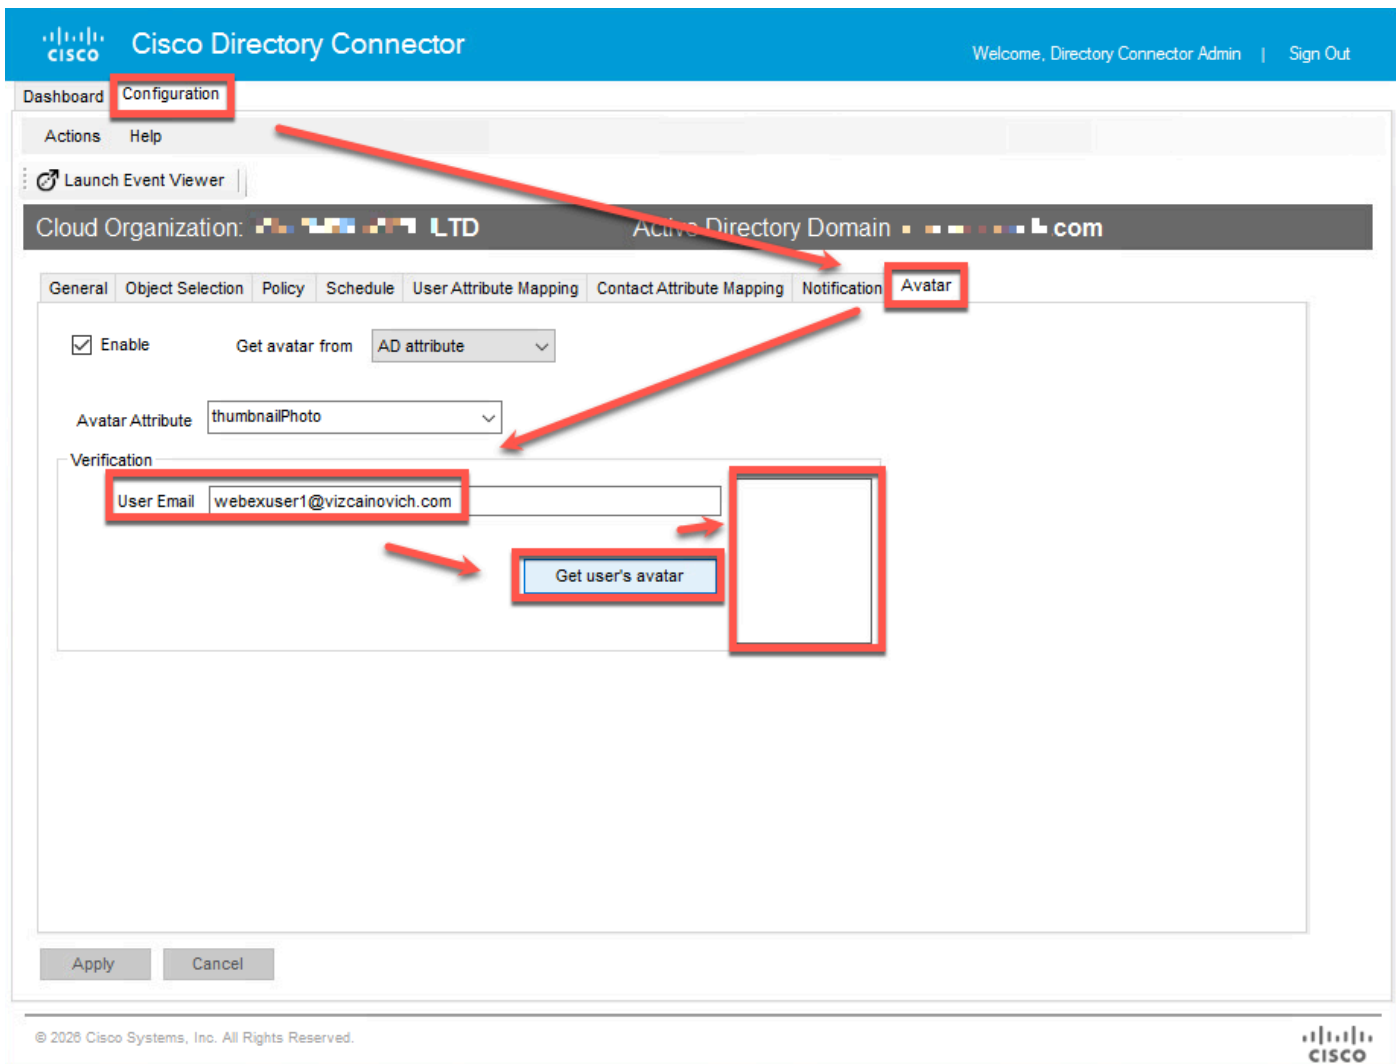 CISCO Cisco Directory Connector
Welcome, Directory Connector Admin | Sign Out
Dashboard Configuration
Actions Help
Launch Event Viewer
Cloud Organization: LTD Active Directory Domain .com
General Object Selection Policy Schedule User Attribute Mapping Contact Attribute Mapping Notification Avatar
Enable Get avatar from AD attribute
Avatar Attribute thumbnailPhoto
Verification
User Email webexuser1@vizcainovich.com
Get user's avatar
Apply Cancel
© 2026 Cisco Systems, Inc. All Rights Reserved.
CISCO